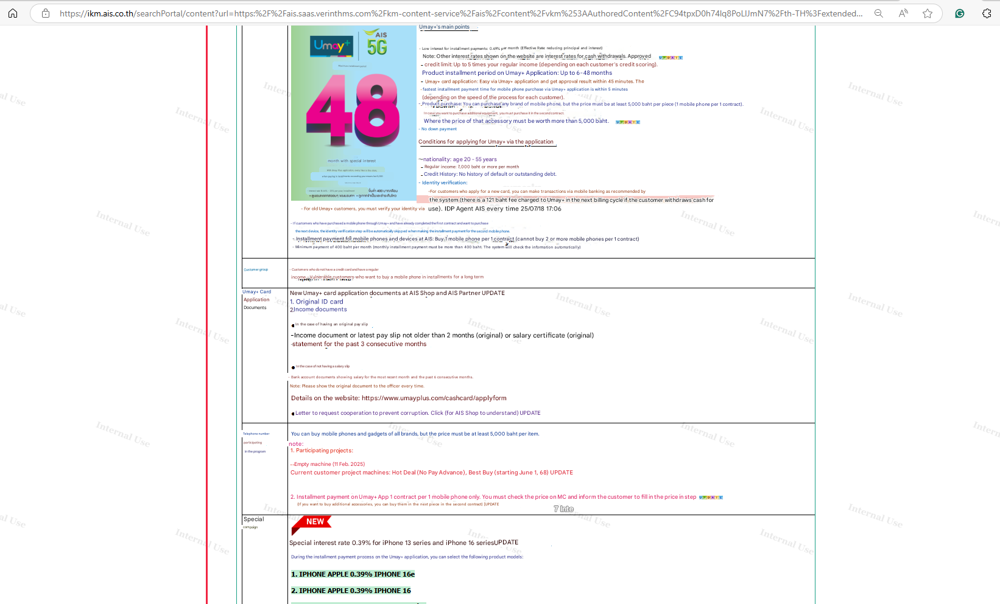 https://ikm.ais.co.th/searchPortal/content?url=https:%2F%2Fais.saas.verinthms.com%2Fkm-content-service%2Fais%2Fcontent%2Fvkm%253AAuthoredContent%2FC94tpxD0h74Iq8PoLIJmN7%2Fth-TH%3Fextended...
Umay+
AIS
5G
48
month with special interest
Umay+'s main points
- Low interest for installment payments: 0.69% per month (Effective Rate: reducing principal and interest)
Note: Other interest rates shown on the website are interest rates for cash withdrawals. Approved UPDATE
- credit limit: Up to 5 times your regular income (depending on each customer's credit scoring).
Product installment period on Umay+ Application: Up to 6-48 months
- Umay+ card application: Easy via Umay+ application and get approval result within 45 minutes. The
- fastest installment payment time for mobile phone purchase via Umay+ application is within 5 minutes
(depending on the speed of the process for each customer).
- Product purchase: You can purchase any brand of mobile phone, but the price must be at least 5,000 baht per piece (1 mobile phone per 1 contract).
In case you want to purchase additional equipment, you must purchase it in the second contract.
Where the price of that accessory must be worth more than 5,000 baht. UPDATE
- No down payment
Conditions for applying for Umay+ via the application
nationality: age 20 - 55 years
- Regular income: 7,000 baht or more per month
- Credit History: No history of default or outstanding debt.
- Identity verification:
-For customers who apply for a new card, you can make transactions via mobile banking as recommended by
the system (there is a 121 baht fee charged to Umay+ in the next billing cycle if the customer withdraws cash for
- For old Umay+ customers, you must verify your identity via use). IDP Agent AIS every time 25/07/18 17:06
- If customers who have purchased a mobile phone through Umay+ and have already completed the first contract and want to purchase
the next device, the identity verification step will be automatically skipped when making the installment payment for the second mobile phone.
- Installment payment for mobile phones and devices at AIS: Buy 1 mobile phone per 1 contract (cannot buy 2 or more mobile phones per 1 contract)
- Minimum payment of 400 baht per month (monthly installment payment must be more than 400 baht. The system will check the information automatically)
Customer group
- Customers who do not have a credit card and have a regular
income - Vulnerable customers who want to buy a mobile phone in installments for a long term
Umay+ Card
Application
Documents
New Umay+ card application documents at AIS Shop and AIS Partner UPDATE
1. Original ID card
2)Income documents
In the case of having an original pay slip
-Income document or latest pay slip not older than 2 months (original) or salary certificate (original)
-statement for the past 3 consecutive months
In the case of not having a salary slip
- Bank account documents showing salary for the most recent month and the past 6 consecutive months.
Note: Please show the original document to the officer every time.
Details on the website: https://www.umayplus.com/cashcard/applyform
Letter to request cooperation to prevent corruption. Click (for AIS Shop to understand) UPDATE
Telephone number
participating
in the program
You can buy mobile phones and gadgets of all brands, but the price must be at least 5,000 baht per item.
note:
1. Participating projects:
--Empty machine (11 Feb. 2025)
Current customer project machines: Hot Deal (No Pay Advance), Best Buy (starting June 1, 68) UPDATE
2. Installment payment on Umay+ App 1 contract per 1 mobile phone only. You must check the price on MC and inform the customer to fill in the price in step UPDATE
(If you want to buy additional accessories, you can buy them in the next piece in the second contract) [UPDATE
7 Inte
Special
campaign
NEW
Special interest rate 0.39% for iPhone 13 series and iPhone 16 seriesUPDATE
During the installment payment process on the Umay+ application, you can select the following product models:
1. IPHONE APPLE 0.39% IPHONE 16e
2. IPHONE APPLE 0.39% IPHONE 16
Internal Use